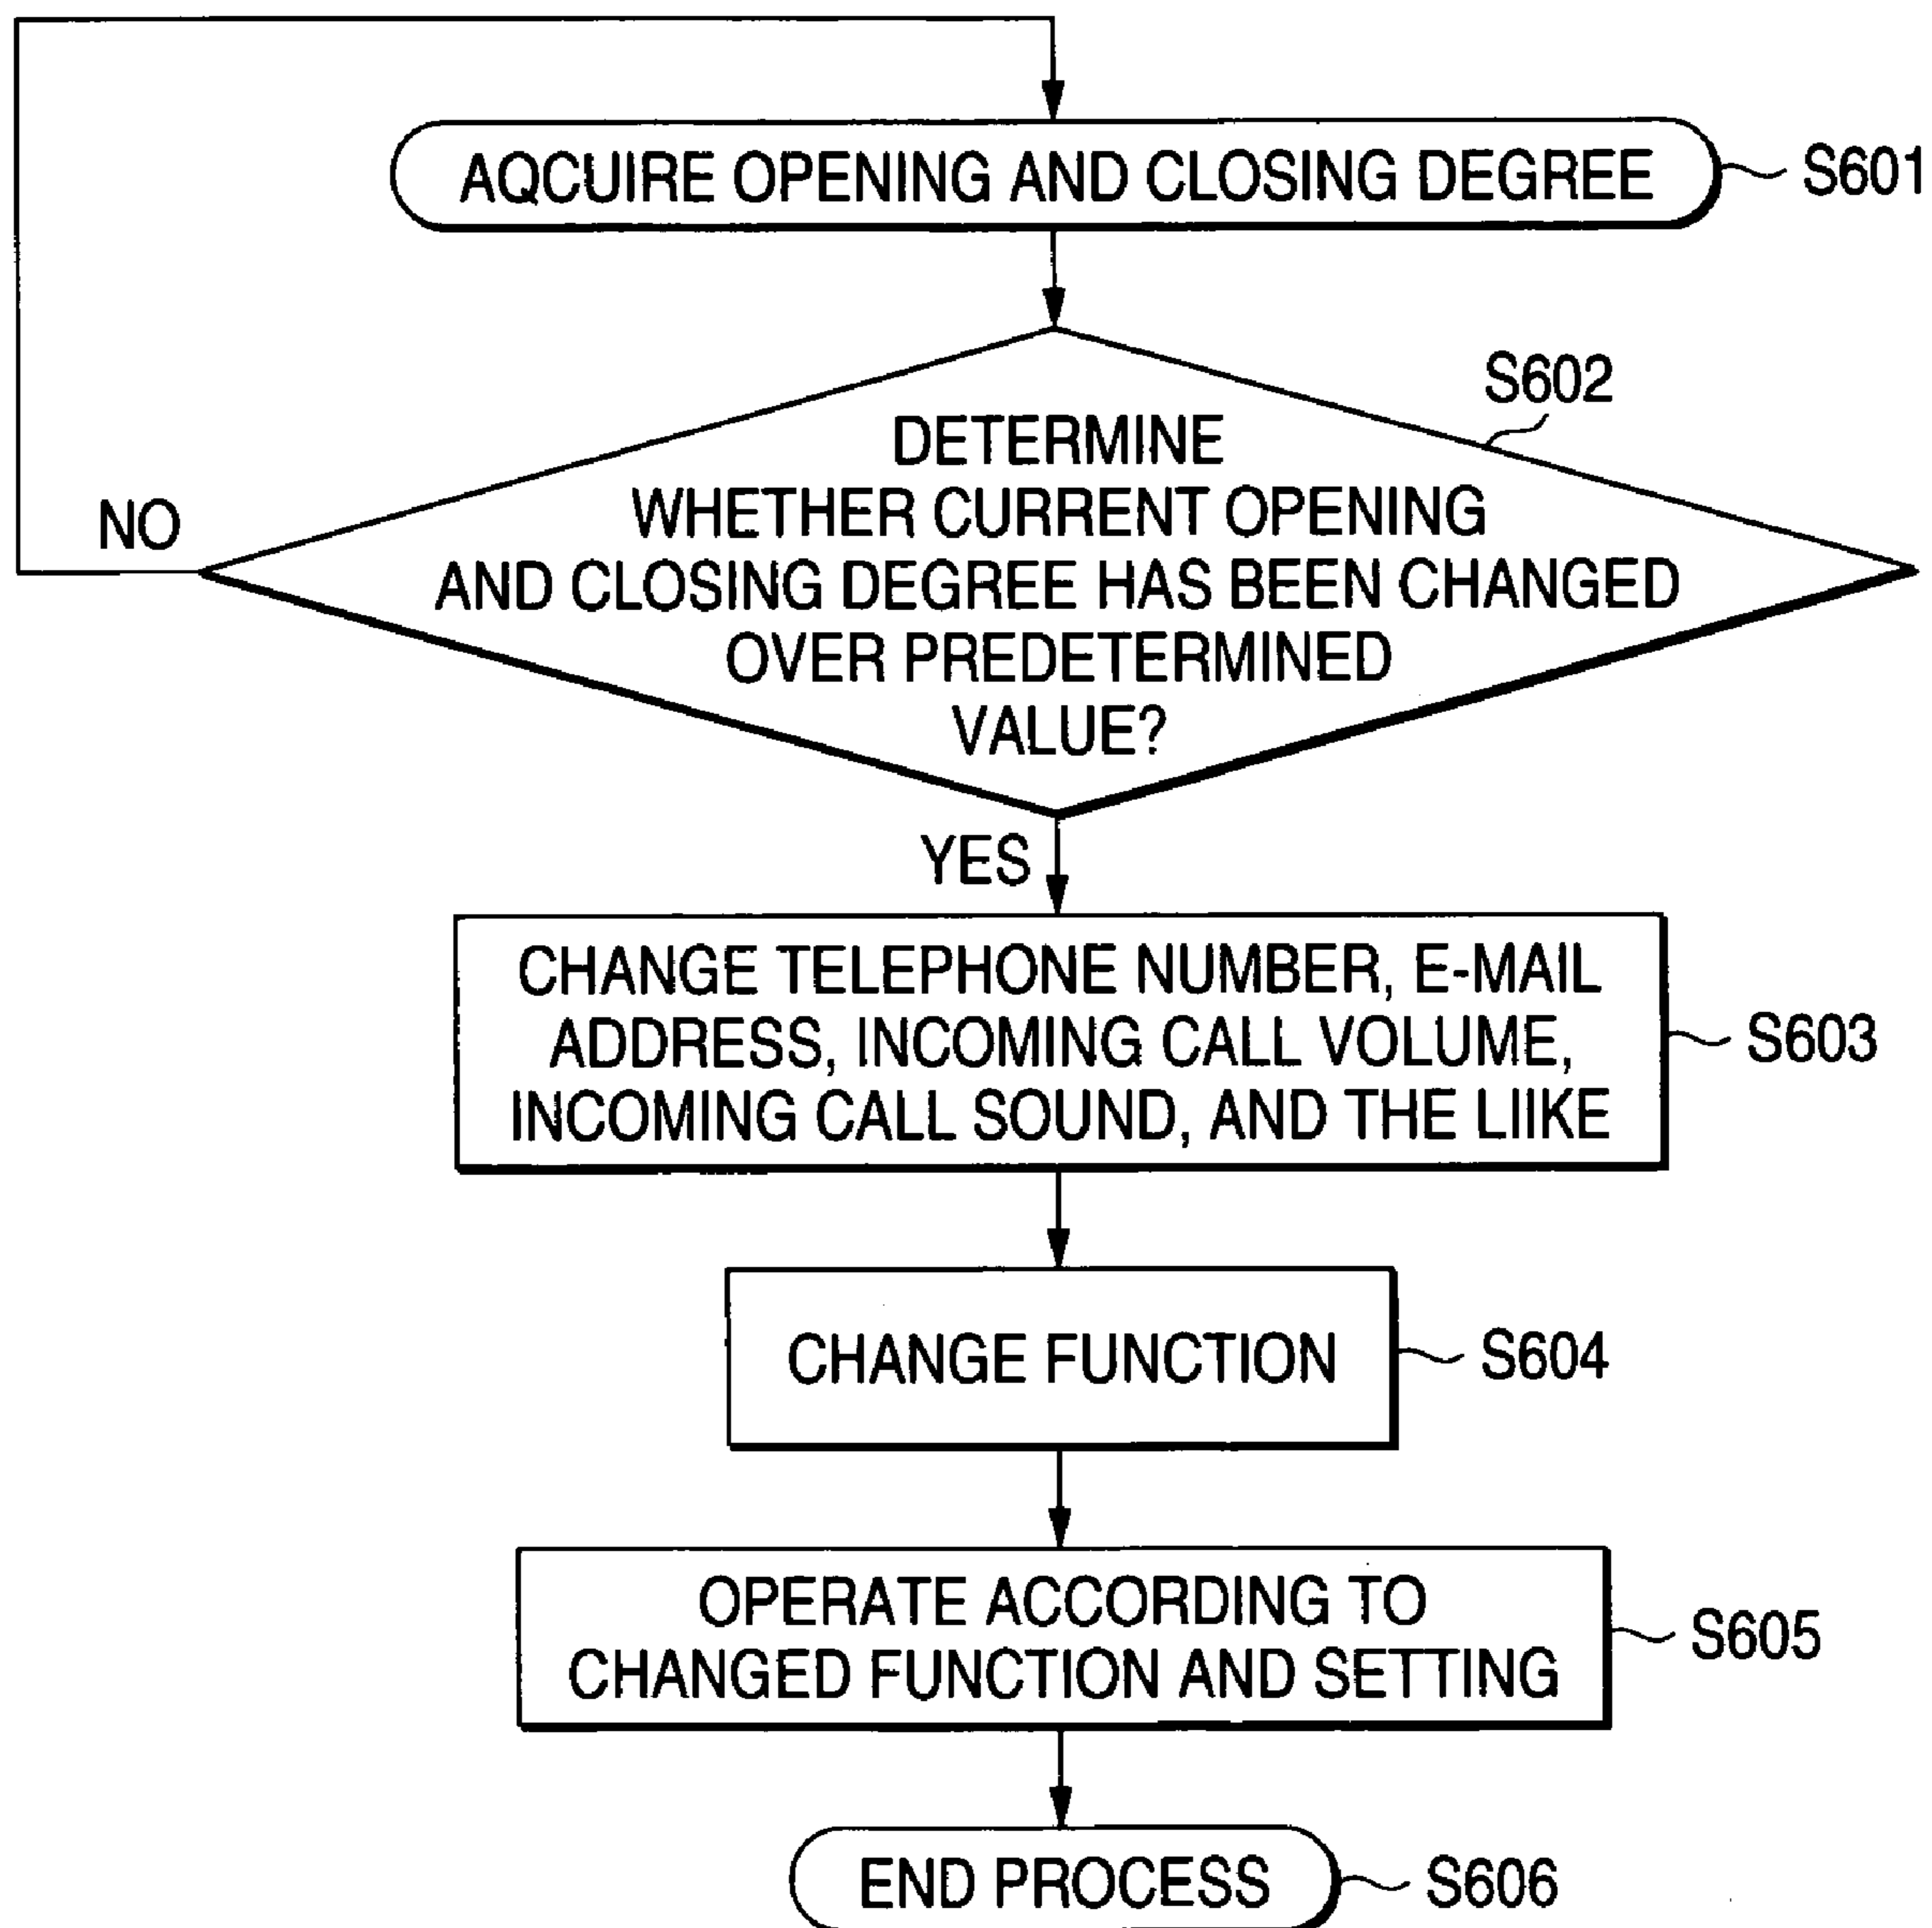 AQCUIRE OPENING AND CLOSING DEGREE
S601
S602
DETERMINE
WHETHER CURRENT OPENING
AND CLOSING DEGREE HAS BEEN CHANGED
OVER PREDETERMINED
VALUE?
NO
YES
CHANGE TELEPHONE NUMBER, E-MAIL
ADDRESS, INCOMING CALL VOLUME,
INCOMING CALL SOUND, AND THE LIIKE
S603
CHANGE FUNCTION
S604
OPERATE ACCORDING TO
CHANGED FUNCTION AND SETTING
S605
END PROCESS
S606